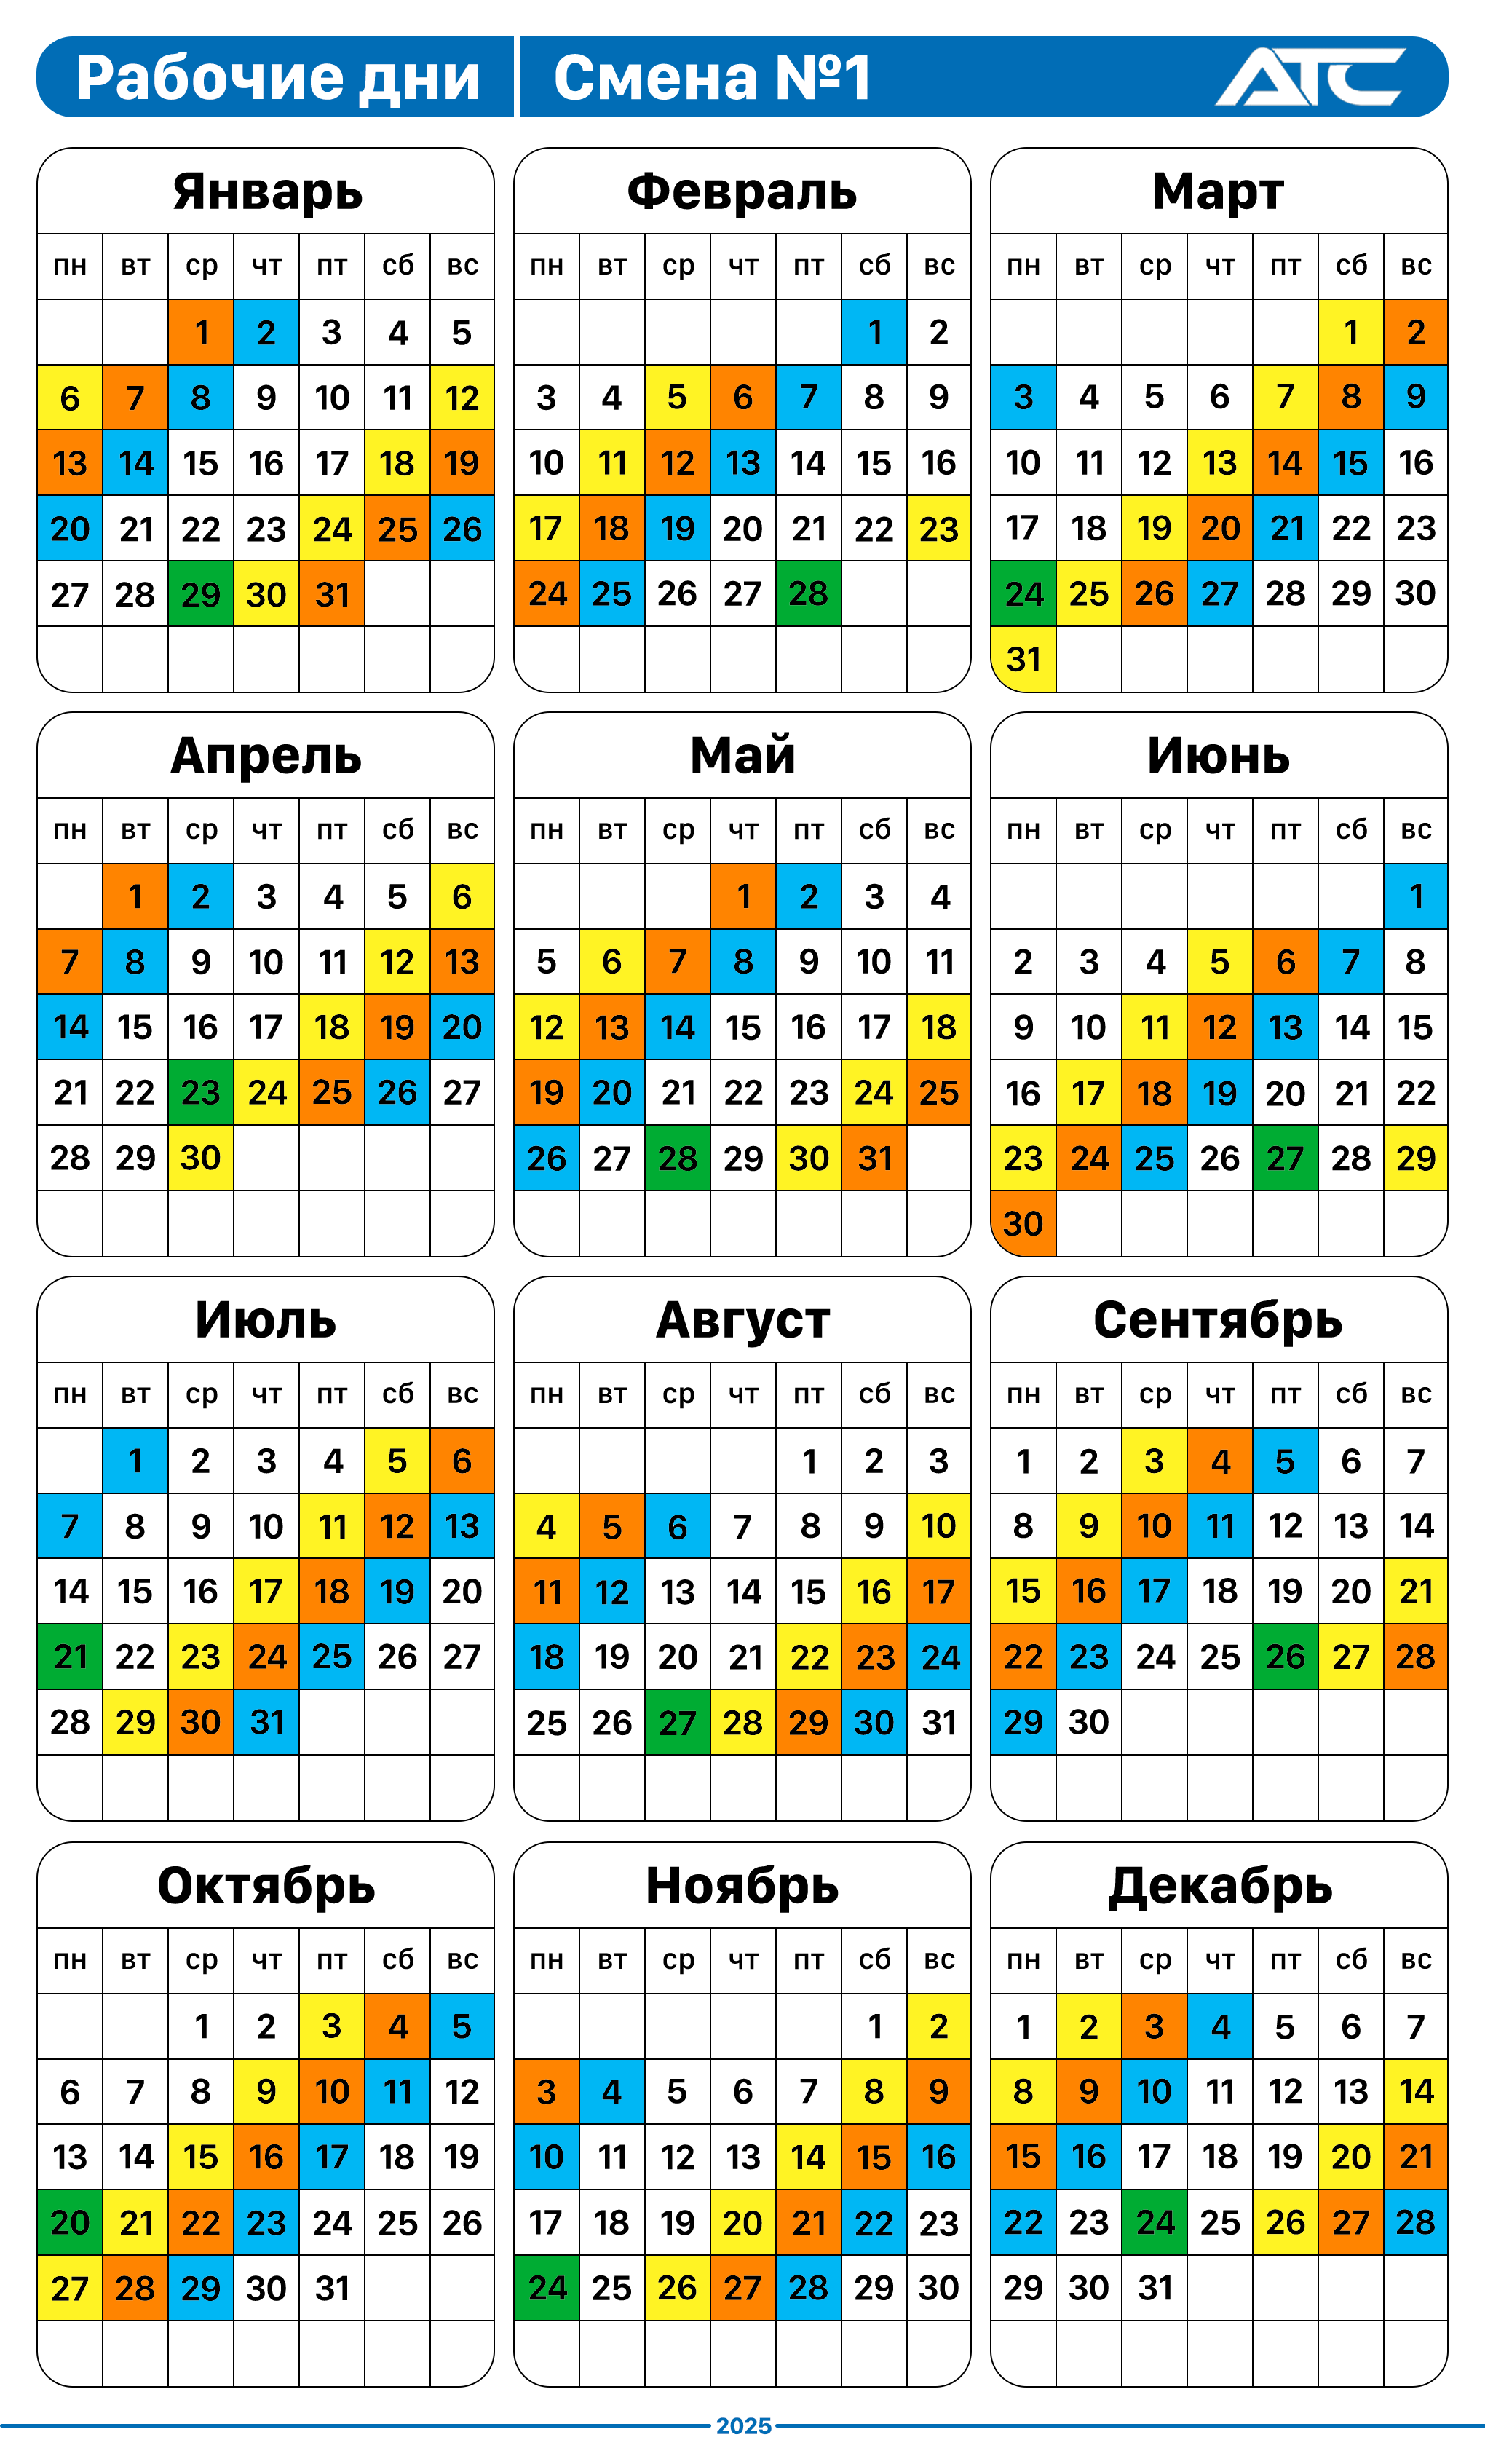 Рабочие дни Смена №1 ATC
Январь
пн вт ср чт пт сб вс
1 2 3 4 5
6 7 8 9 10 11 12
13 14 15 16 17 18 19
20 21 22 23 24 25 26
27 28 29 30 31
Февраль
пн вт ср чт пт сб вс
1 2
3 4 5 6 7 8 9
10 11 12 13 14 15 16
17 18 19 20 21 22 23
24 25 26 27 28
Март
пн вт ср чт пт сб вс
1 2
3 4 5 6 7 8 9
10 11 12 13 14 15 16
17 18 19 20 21 22 23
24 25 26 27 28 29 30
31
Апрель
пн вт ср чт пт сб вс
1 2 3 4 5 6
7 8 9 10 11 12 13
14 15 16 17 18 19 20
21 22 23 24 25 26 27
28 29 30
Май
пн вт ср чт пт сб вс
1 2 3 4
5 6 7 8 9 10 11
12 13 14 15 16 17 18
19 20 21 22 23 24 25
26 27 28 29 30 31
Июнь
пн вт ср чт пт сб вс
1
2 3 4 5 6 7 8
9 10 11 12 13 14 15
16 17 18 19 20 21 22
23 24 25 26 27 28 29
30
Июль
пн вт ср чт пт сб вс
1 2 3 4 5 6
7 8 9 10 11 12 13
14 15 16 17 18 19 20
21 22 23 24 25 26 27
28 29 30 31
Август
пн вт ср чт пт сб вс
1 2 3
4 5 6 7 8 9 10
11 12 13 14 15 16 17
18 19 20 21 22 23 24
25 26 27 28 29 30 31
Сентябрь
пн вт ср чт пт сб вс
1 2 3 4 5 6 7
8 9 10 11 12 13 14
15 16 17 18 19 20 21
22 23 24 25 26 27 28
29 30
Октябрь
пн вт ср чт пт сб вс
1 2 3 4 5
6 7 8 9 10 11 12
13 14 15 16 17 18 19
20 21 22 23 24 25 26
27 28 29 30 31
Ноябрь
пн вт ср чт пт сб вс
1 2
3 4 5 6 7 8 9
10 11 12 13 14 15 16
17 18 19 20 21 22 23
24 25 26 27 28 29 30
Декабрь
пн вт ср чт пт сб вс
1 2 3 4 5 6 7
8 9 10 11 12 13 14
15 16 17 18 19 20 21
22 23 24 25 26 27 28
29 30 31
2025